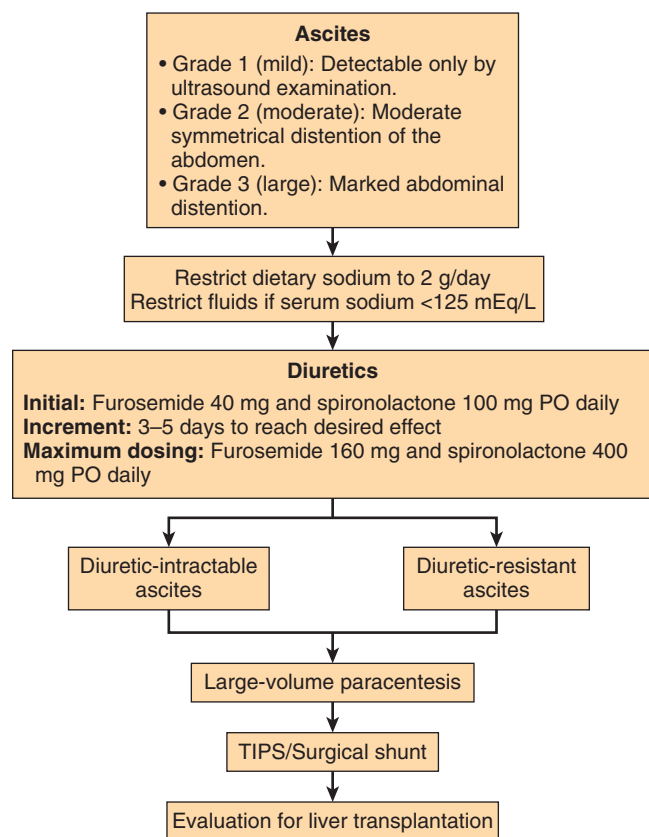 Ascites
• Grade 1 (mild): Detectable only by
ultrasound examination.
• Grade 2 (moderate): Moderate
symmetrical distention of the
abdomen.
• Grade 3 (large): Marked abdominal
distention.
Restrict dietary sodium to 2 g/day
Restrict fluids if serum sodium <125 mEq/L
Diuretics
Initial: Furosemide 40 mg and spironolactone 100 mg PO daily
Increment: 3–5 days to reach desired effect
Maximum dosing: Furosemide 160 mg and spironolactone 400
mg PO daily
Diuretic-intractable
ascites
Diuretic-resistant
ascites
Large-volume paracentesis
TIPS/Surgical shunt
Evaluation for liver transplantation